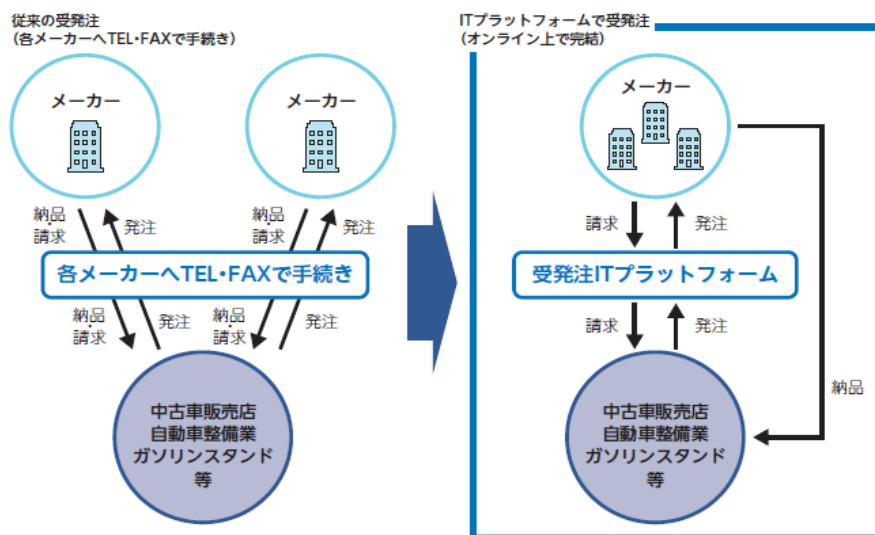 従来の受発注
(各メーカーへTEL・FAXで手続き)
メーカー
メーカー
納品・
請求
発注
納品・
請求
発注
各メーカーへTEL・FAXで手続き
納品・
請求
発注
納品・
請求
発注
中古車販売店
自動車整備業
ガソリンスタンド
等
ITプラットフォームで受発注
(オンライン上で完結)
メーカー
請求
発注
受発注ITプラットフォーム
請求
発注
納品
中古車販売店
自動車整備業
ガソリンスタンド
等